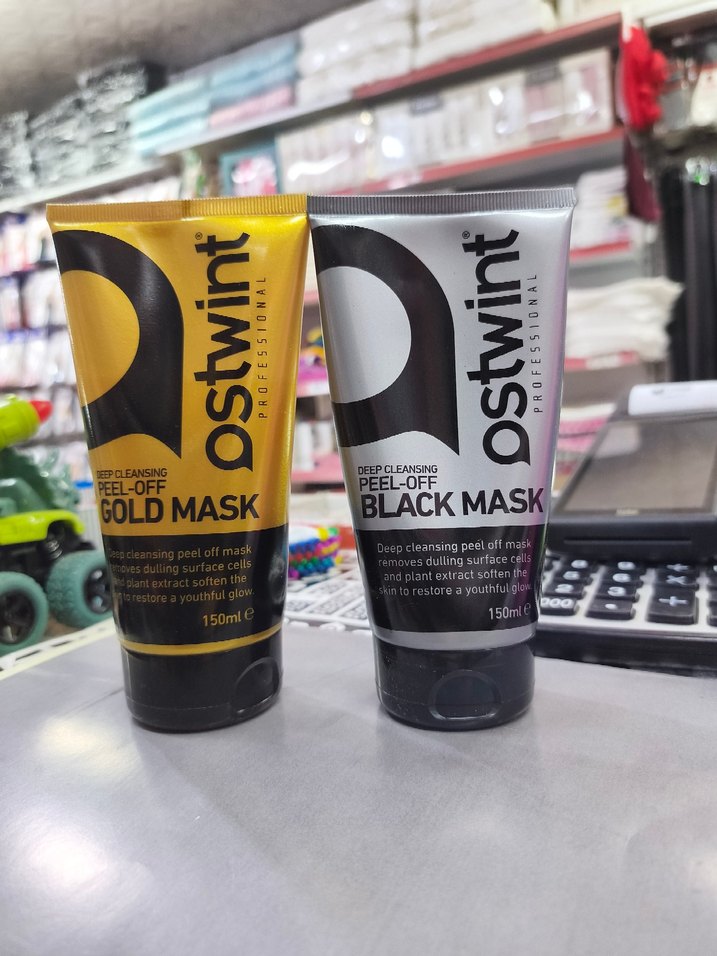 Ostwint®
PROFESSIONAL
DEEP CLEANSING
PEEL-OFF
GOLD MASK
Deep cleansing peel off mask
removes dulling surface cells
and plant extract soften the
skin to restore a youthful glow.
150ml ℮
Ostwint®
PROFESSIONAL
DEEP CLEANSING
PEEL-OFF
BLACK MASK
Deep cleansing peel off mask
removes dulling surface cells
and plant extract soften the
skin to restore a youthful glow.
150ml ℮
000